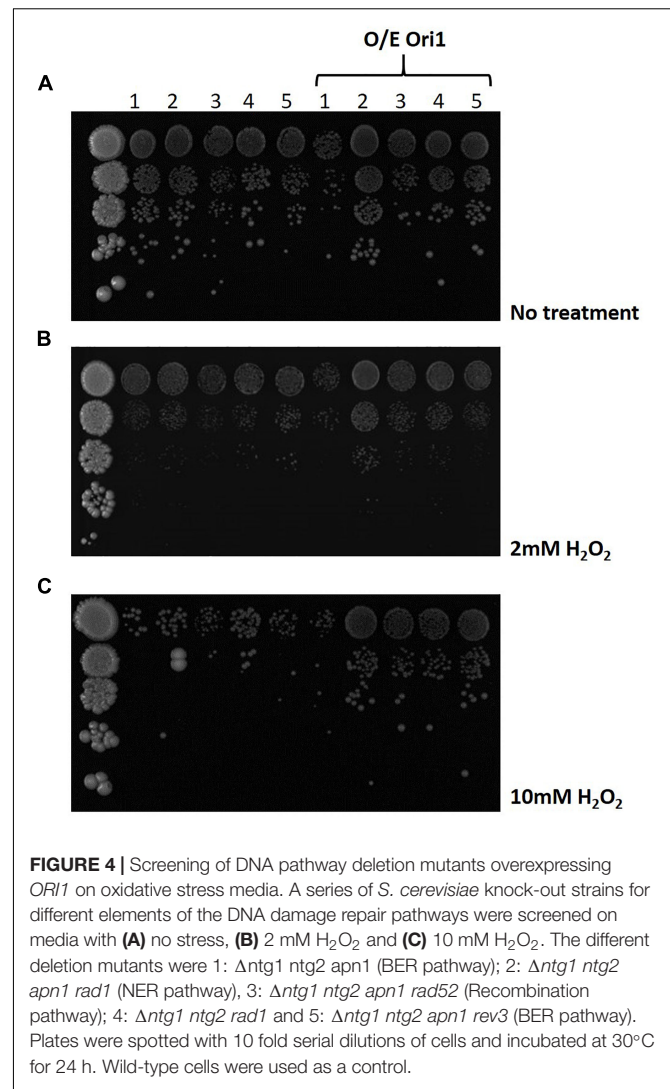 O/E Ori1
A
1 2 3 4 5 1 2 3 4 5
No treatment
B
2mM H₂O₂
C
10mM H₂O₂
FIGURE 4 | Screening of DNA pathway deletion mutants overexpressing
ORI1 on oxidative stress media. A series of S. cerevisiae knock-out strains for
different elements of the DNA damage repair pathways were screened on
media with (A) no stress, (B) 2 mM H₂O₂ and (C) 10 mM H₂O₂. The different
deletion mutants were 1: Δntg1 ntg2 apn1 (BER pathway); 2: Δntg1 ntg2
apn1 rad1 (NER pathway), 3: Δntg1 ntg2 apn1 rad52 (Recombination
pathway); 4: Δntg1 ntg2 rad1 and 5: Δntg1 ntg2 apn1 rev3 (BER pathway).
Plates were spotted with 10 fold serial dilutions of cells and incubated at 30°C
for 24 h. Wild-type cells were used as a control.